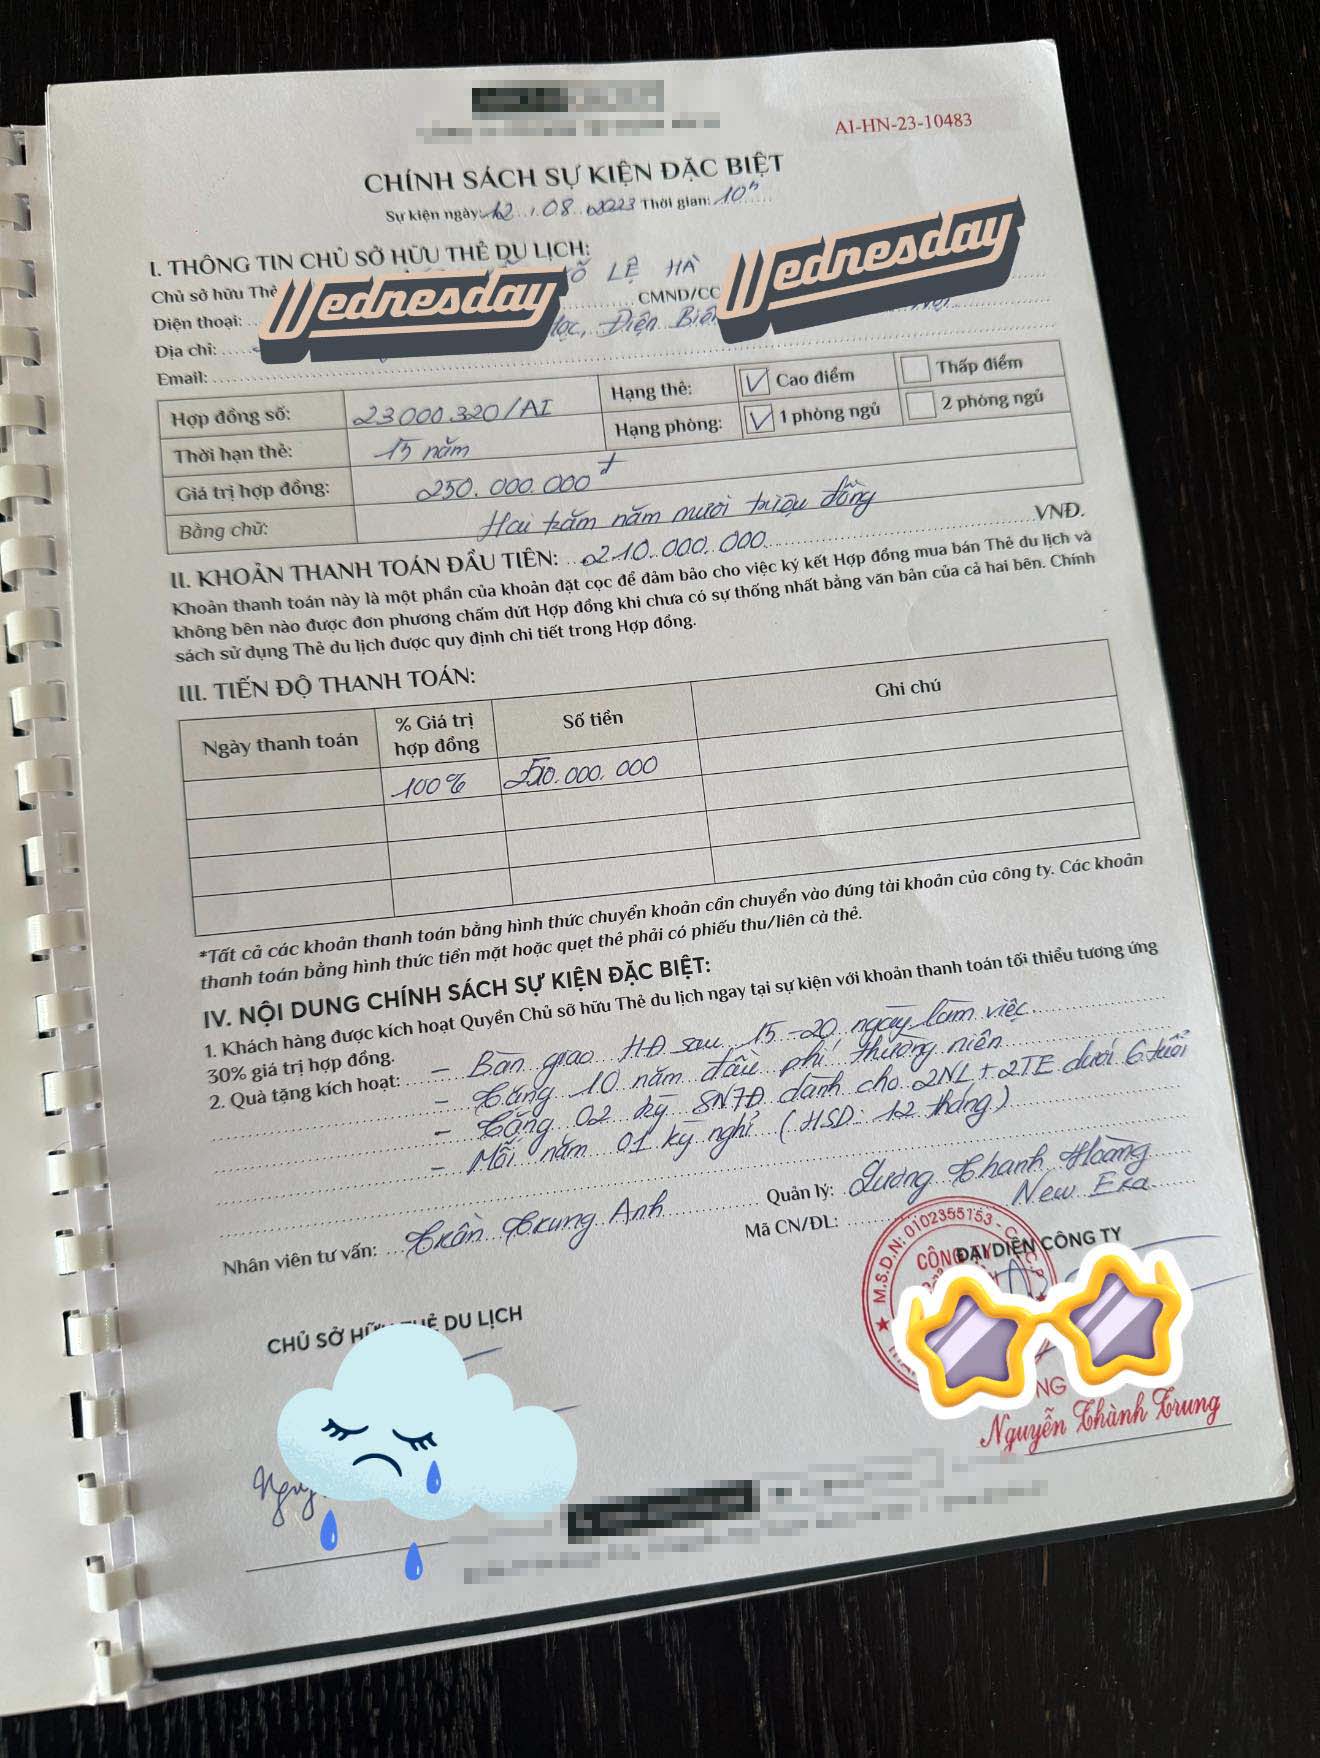 AI-HN-23-10483
CHÍNH SÁCH SỰ KIỆN ĐẶC BIỆT
Sự kiện ngày: 12.08.2023 Thời gian: 10h
I. THÔNG TIN CHỦ SỞ HỮU THẺ DU LỊCH:
Chủ sở hữu Thẻ LỆ HÀ
Wednesday
Wednesday
Điện thoại: CMND/CC
Địa chỉ: Điện
Email:
Hợp đồng số: 23000.320/AI Hạng thẻ: Cao điểm Thấp điểm
Thời hạn thẻ: 15 năm Hạng phòng: 1 phòng ngủ 2 phòng ngủ
Giá trị hợp đồng: 250.000.000đ
Bằng chữ: Hai trăm năm mươi triệu đồng
II. KHOẢN THANH TOÁN ĐẦU TIÊN: 210.000.000 VNĐ.
Khoản thanh toán này là một phần của khoản đặt cọc để đảm bảo cho việc ký kết Hợp đồng mua bán Thẻ du lịch và
không bên nào được đơn phương chấm dứt Hợp đồng khi chưa có sự thống nhất bằng văn bản của cả hai bên. Chính
sách sử dụng Thẻ du lịch được quy định chi tiết trong Hợp đồng.
III. TIẾN ĐỘ THANH TOÁN:
Ngày thanh toán % Giá trị hợp đồng Số tiền Ghi chú
100% 250.000.000
*Tất cả các khoản thanh toán bằng hình thức chuyển khoản cần chuyển vào đúng tài khoản của công ty. Các khoản
thanh toán bằng hình thức tiền mặt hoặc quẹt thẻ phải có phiếu thu/liên cà thẻ.
IV. NỘI DUNG CHÍNH SÁCH SỰ KIỆN ĐẶC BIỆT:
1. Khách hàng được kích hoạt Quyền Chủ sở hữu Thẻ du lịch ngay tại sự kiện với khoản thanh toán tối thiểu tương ứng
30% giá trị hợp đồng.
2. Quà tặng kích hoạt: - Bàn giao HĐ sau 15-20 ngày làm việc
- Tặng 10 năm đầu phí thường niên
- Tặng 02 kỳ 8N7Đ dành cho 2NL + 2TE dưới 6 tuổi
- Mỗi năm 01 kỳ nghỉ (HSD: 12 tháng)
Nhân viên tư vấn: Trần Trung Anh Quản lý: Dương Thanh Hoàng
Mã CN/ĐL: New Era
M.S.D.N: 0102355153 - C
CÔNG TY
CHỦ SỞ HỮU THẺ DU LỊCH ĐẠI DIỆN CÔNG TY
NG
Nguyễn Thành Trung